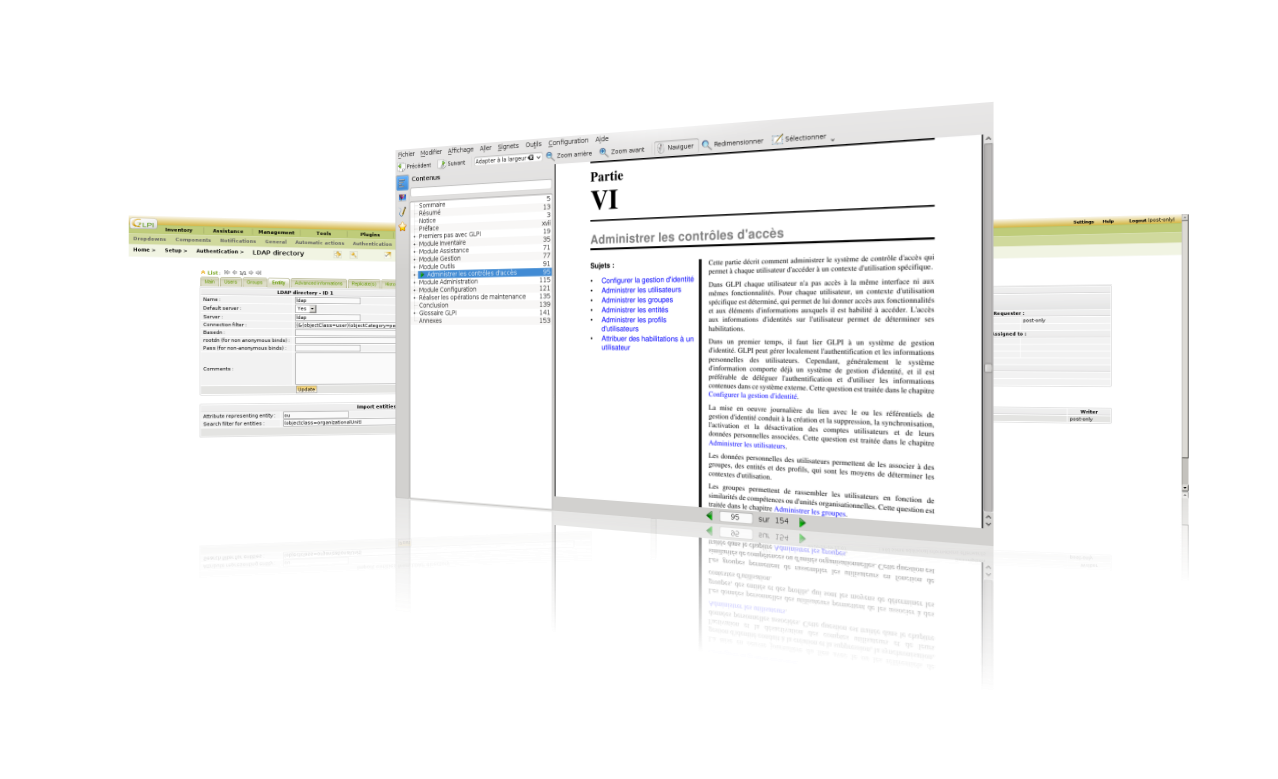 GLPI
Inventory Assistance Management Tools Plugins
Dropdowns Components Notifications General Automatic actions Authentication
Home > Setup > Authentication > LDAP directory
List: 1/1
Users Groups Entity
LDAP directory - ID 1
Name : ldap
Default server : Yes
Server : ldap
Connection filter :
Basedn :
rootdn (for non anonymous binds) :
Pass (for non-anonymous binds) :
Comments :
Update
Import entities
Attribute representing entity : ou
Search filter for entities : (objectclass=organizationalUnit)
Fichier Modifier Affichage Aller Signets Outils Configuration Aide
Précédent Suivant Adapter à la largeur Zoom arrière Zoom avant Naviguer Redimensionner Sélectionner
Contenus
Sommaire 5
Résumé 13
Notice 3
Préface xvii
Premiers pas avec GLPI 19
Module Inventaire 35
Module Assistance 71
Module Gestion 77
Module Outils 91
Administrer les contrôles d'accès 95
Module Administration 115
Module Configuration 121
Réaliser les opérations de maintenance 135
Conclusion 139
Glossaire GLPI 141
Annexes 153
Partie
VI
Administrer les contrôles d'accès
Sujets :
• Configurer la gestion d'identité
• Administrer les utilisateurs
• Administrer les groupes
• Administrer les entités
• Administrer les profils
d'utilisateurs
• Attribuer des habilitations à un
utilisateur
Cette partie décrit comment administrer le système de contrôle d'accès qui
permet à chaque utilisateur d'accéder à un contexte d'utilisation spécifique.
Dans GLPI chaque utilisateur n'a pas accès à la même interface ni aux
mêmes fonctionnalités. Pour chaque utilisateur, un contexte d'utilisation
spécifique est déterminé, qui permet de lui donner accès aux fonctionnalités
et aux éléments d'informations auxquels il est habilité à accéder. L'accès
aux informations d'identités sur l'utilisateur permet de déterminer ses
habilitations.
Dans un premier temps, il faut lier GLPI à un système de gestion
d'identité. GLPI peut gérer localement l'authentification et les informations
personnelles des utilisateurs. Cependant, généralement le système
d'information comporte déjà un système de gestion d'identité, et il est
préférable de déléguer l'authentification et d'utiliser les informations
contenues dans ce système externe. Cette question est traitée dans le chapitre
Configurer la gestion d'identité.
La mise en oeuvre journalière du lien avec le ou les référentiels de
gestion d'identité conduit à la création et la suppression, la synchronisation,
l'activation et la désactivation des comptes utilisateurs et de leurs
données personnelles associées. Cette question est traitée dans le chapitre
Administrer les utilisateurs.
Les données personnelles des utilisateurs permettent de les associer à des
groupes, des entités et des profils, qui sont les moyens de déterminer les
contextes d'utilisation.
Les groupes permettent de rassembler les utilisateurs en fonction de
similarités de compétences ou d'unités organisationnelles. Cette question est
traitée dans le chapitre Administrer les groupes.
95 sur 154
Settings Help Logout (post-only)
Requester :
post-only
Assigned to :
Writer
post-only